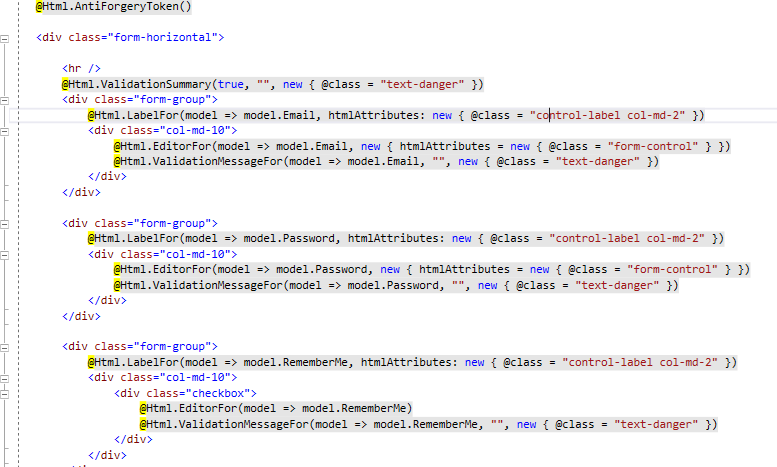 @Html.AntiForgeryToken()
<div class="form-horizontal">
<hr />
@Html.ValidationSummary(true, "", new { @class = "text-danger" })
<div class="form-group">
@Html.LabelFor(model => model.Email, htmlAttributes: new { @class = "control-label col-md-2" })
<div class="col-md-10">
@Html.EditorFor(model => model.Email, new { htmlAttributes = new { @class = "form-control" } })
@Html.ValidationMessageFor(model => model.Email, "", new { @class = "text-danger" })
</div>
</div>
<div class="form-group">
@Html.LabelFor(model => model.Password, htmlAttributes: new { @class = "control-label col-md-2" })
<div class="col-md-10">
@Html.EditorFor(model => model.Password, new { htmlAttributes = new { @class = "form-control" } })
@Html.ValidationMessageFor(model => model.Password, "", new { @class = "text-danger" })
</div>
</div>
<div class="form-group">
@Html.LabelFor(model => model.RememberMe, htmlAttributes: new { @class = "control-label col-md-2" })
<div class="col-md-10">
<div class="checkbox">
@Html.EditorFor(model => model.RememberMe)
@Html.ValidationMessageFor(model => model.RememberMe, "", new { @class = "text-danger" })
</div>
</div>